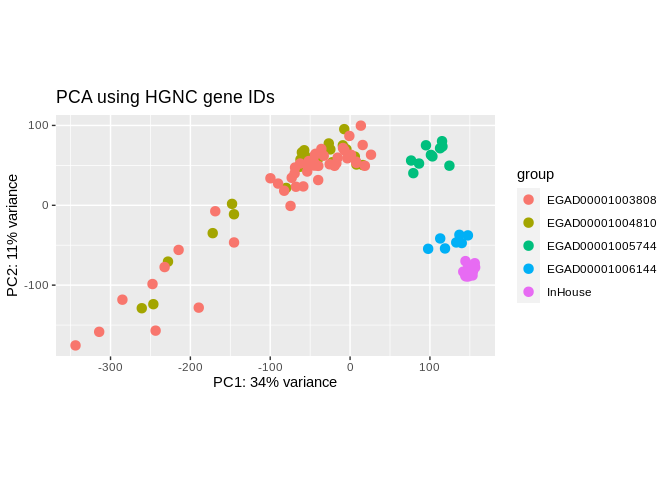 PCA using HGNC gene IDs
100
0
-100
PC2: 11% variance
-300
-200
-100
0
100
PC1: 34% variance
group
EGAD00001003808
EGAD00001004810
EGAD00001005744
EGAD00001006144
InHouse